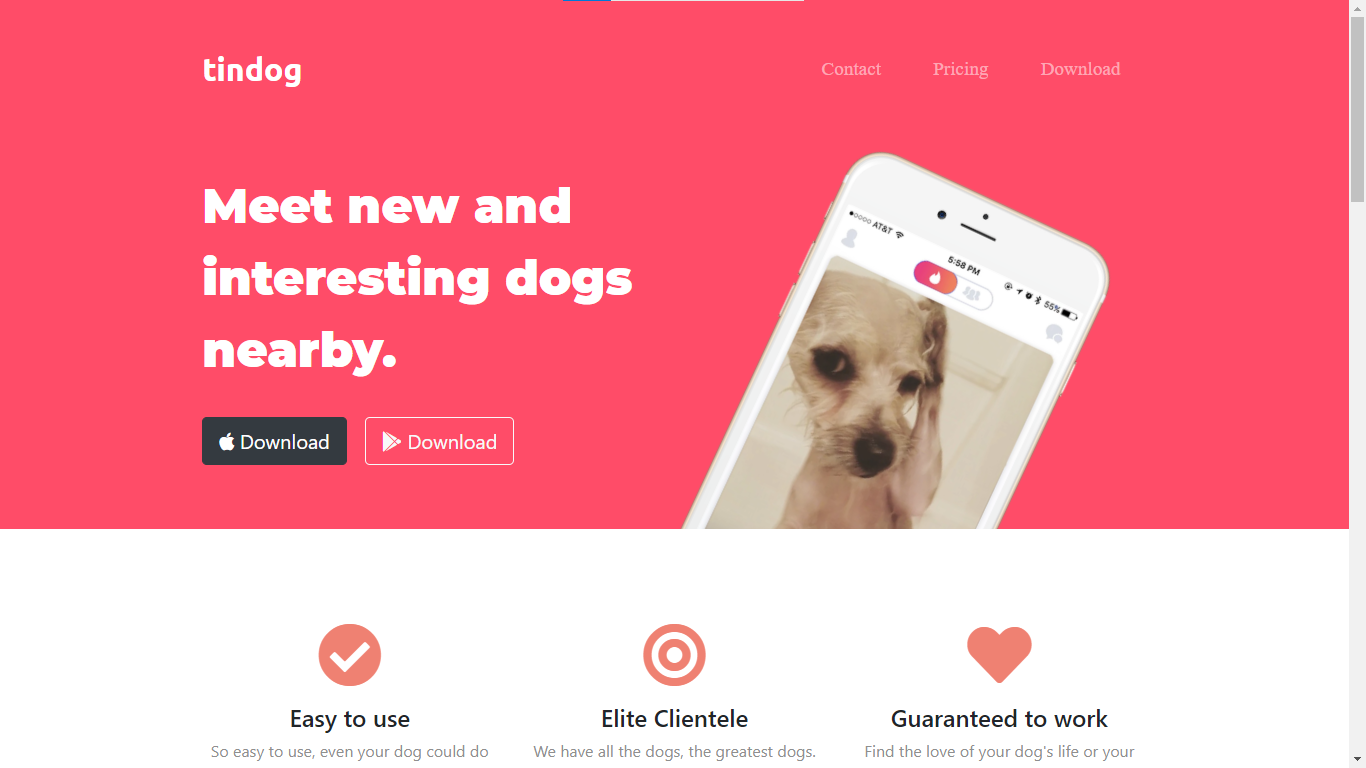 tindog
Contact Pricing Download
Meet new and
interesting dogs
nearby.
AT&T
5:58 PM
55%
Download Download
Easy to use Elite Clientele Guaranteed to work
So easy to use, even your dog could do We have all the dogs, the greatest dogs. Find the love of your dog's life or your